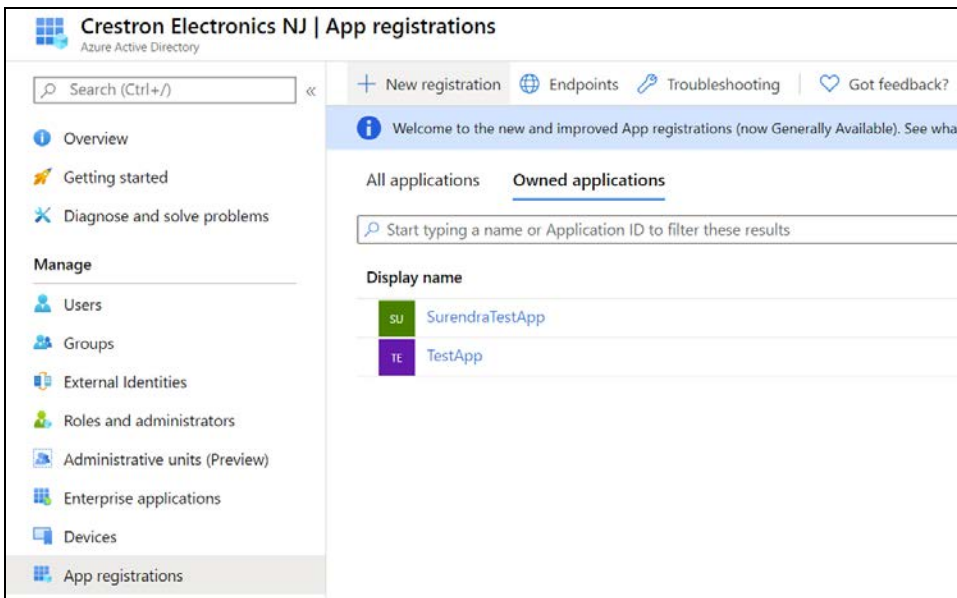 Crestron Electronics NJ | App registrations
Azure Active Directory
Search (Ctrl+/)
«
Overview
Getting started
Diagnose and solve problems
Manage
Users
Groups
External Identities
Roles and administrators
Administrative units (Preview)
Enterprise applications
Devices
App registrations
New registration Endpoints Troubleshooting Got feedback?
Welcome to the new and improved App registrations (now Generally Available). See wha
All applications Owned applications
Start typing a name or Application ID to filter these results
Display name
SU SurendraTestApp
TE TestApp